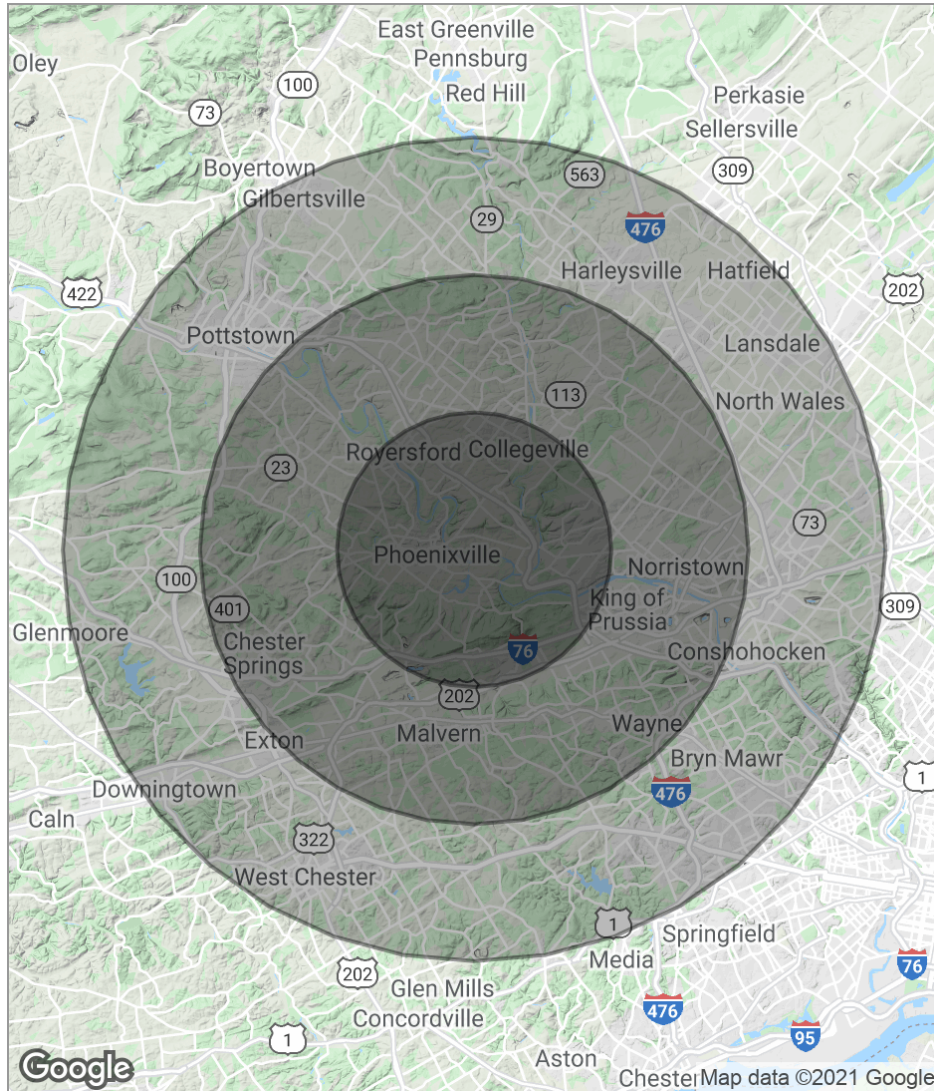 East Greenville
Pennsburg
Oley
100
Red Hill
Perkasie
73
Sellersville
Boyertown
563
309
Gilbertsville
29
476
Harleysville
Hatfield
422
202
Pottstown
Lansdale
113
North Wales
Royersford
Collegeville
23
73
Phoenixville
Norristown
100
King of
Prussia
401
309
Glenmoore
Chester
Springs
76
Conshohocken
202
Malvern
Wayne
Exton
Bryn Mawr
1
Downingtown
476
Caln
322
West Chester
1
Springfield
Media
76
202
Glen Mills
Concordville
476
1
95
Aston
Google
Chester
Map data ©2021 Google